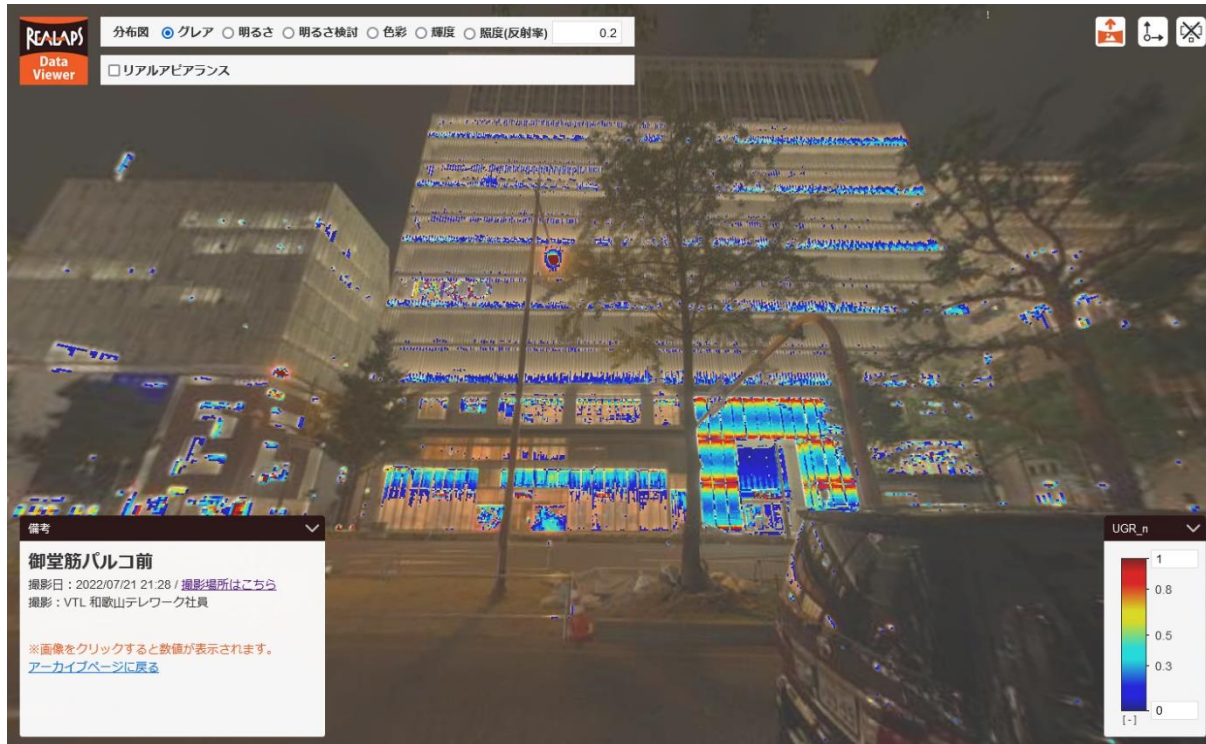 REALAPS
Data
Viewer
分布図 グレア 明るさ 明るさ検討 色彩 輝度 照度(反射率) 0.2
リアルアピアランス
備考
御堂筋パルコ前
撮影日:2022/07/21 21:28 / 撮影場所はこちら
撮影:VTL 和歌山テレワーク社員
※画像をクリックすると数値が表示されます。
アーカイブページに戻る
UGR_n
1
0.8
0.5
0.3
0
[-]